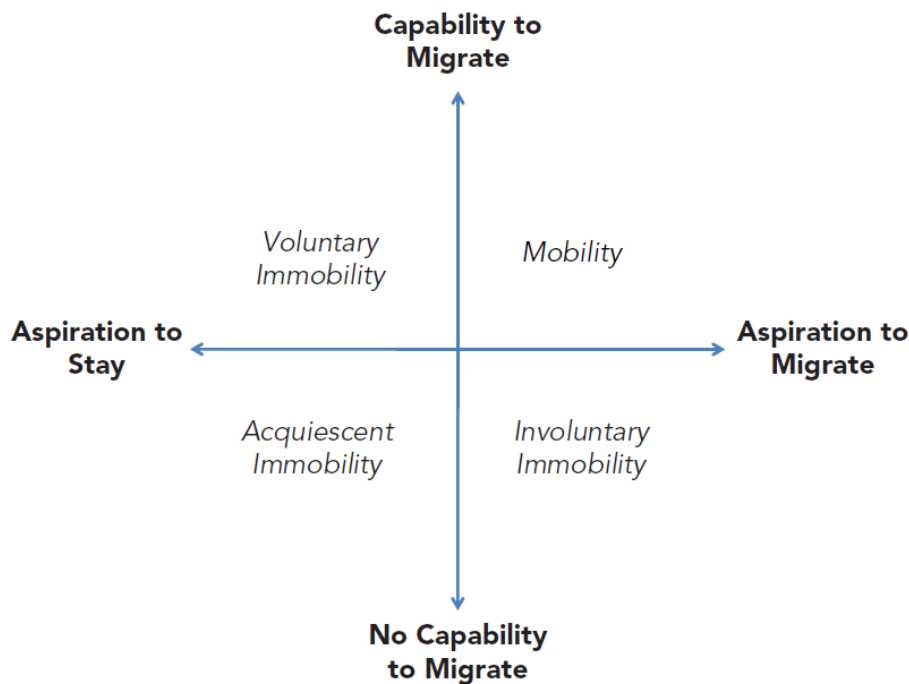 Capability to
Migrate
Voluntary
Immobility
Mobility
Aspiration to
Stay
Aspiration to
Migrate
Acquiescent
Immobility
Involuntary
Immobility
No Capability
to Migrate